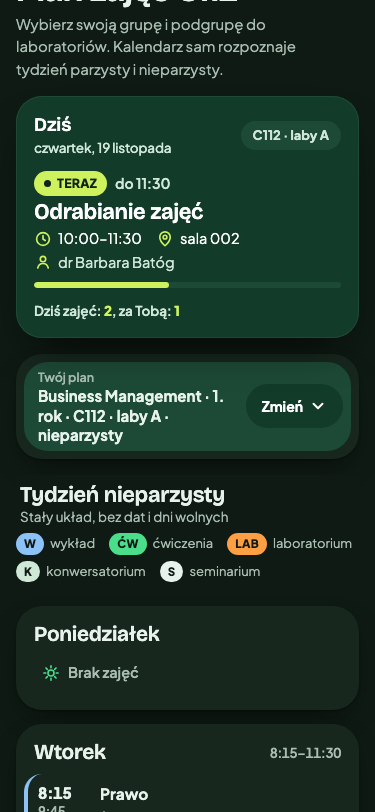 Wybierz swoją grupę i podgrupę do
laboratoriów. Kalendarz sam rozpoznaje
tydzień parzysty i nieparzysty.
Dziś
czwartek, 19 listopada
C112 · laby A
TERAZ do 11:30
Odrabianie zajęć
10:00–11:30 sala 002
dr Barbara Batóg
Dziś zajęć: 2, za Tobą: 1
Twój plan
Business Management · 1.
rok · C112 · laby A ·
nieparzysty
Zmień
Tydzień nieparzysty
Stały układ, bez dat i dni wolnych
W wykład ĆW ćwiczenia LAB laboratorium
K konwersatorium S seminarium
Poniedziałek
Brak zajęć
Wtorek 8:15–11:30
8:15 Prawo